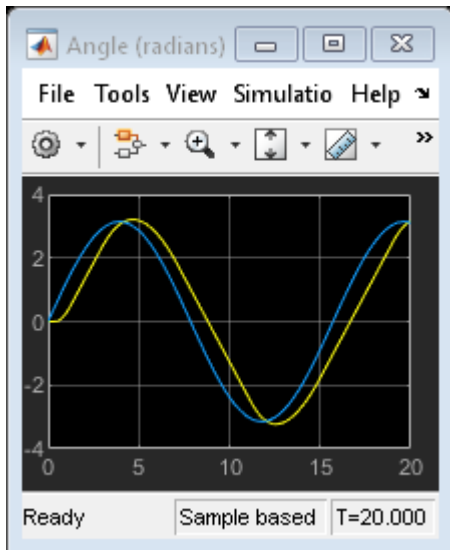 Angle (radians)
File Tools View Simulatio Help
4
2
0
-2
-4
0 5 10 15 20
Ready Sample based T=20.000